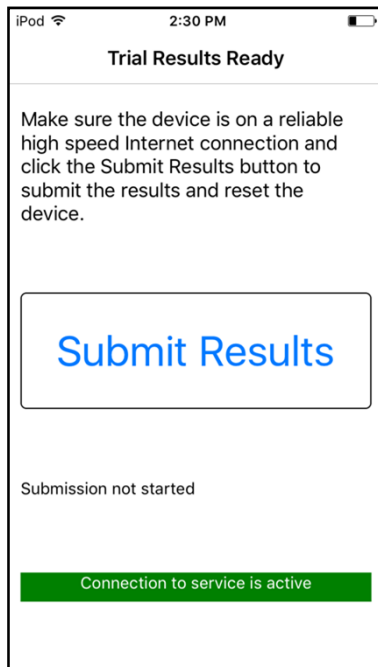 iPod 2:30 PM
Trial Results Ready
Make sure the device is on a reliable
high speed Internet connection and
click the Submit Results button to
submit the results and reset the
device.
Submit Results
Submission not started
Connection to service is active